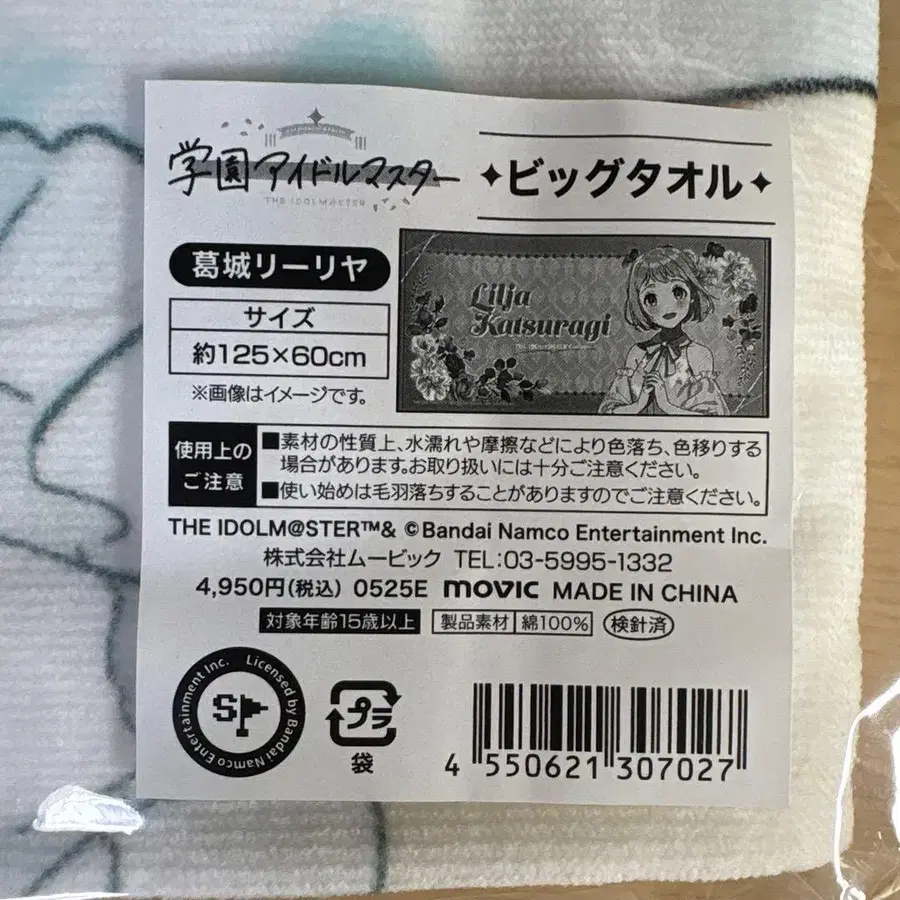 学園アイドルマスター
THE IDOLM@STER
✦ビッグタオル✦
葛城リーリヤ
サイズ
約125×60cm
※画像はイメージです。
Lilja
Katsuragi
使用上の
ご注意
■素材の性質上、水濡れや摩擦などにより色落ち、色移りする
場合があります。お取り扱いには十分ご注意ください。
■使い始めは毛羽落ちすることがありますのでご注意ください。
THE IDOLM@STER™& ©Bandai Namco Entertainment Inc.
株式会社ムービック TEL:03-5995-1332
4,950円(税込) 0525E movic MADE IN CHINA
対象年齢15歳以上 製品素材 綿100% 検針済
Licensed by Bandai Namco Entertainment Inc.
SP
プラ
袋
4 550621 307027